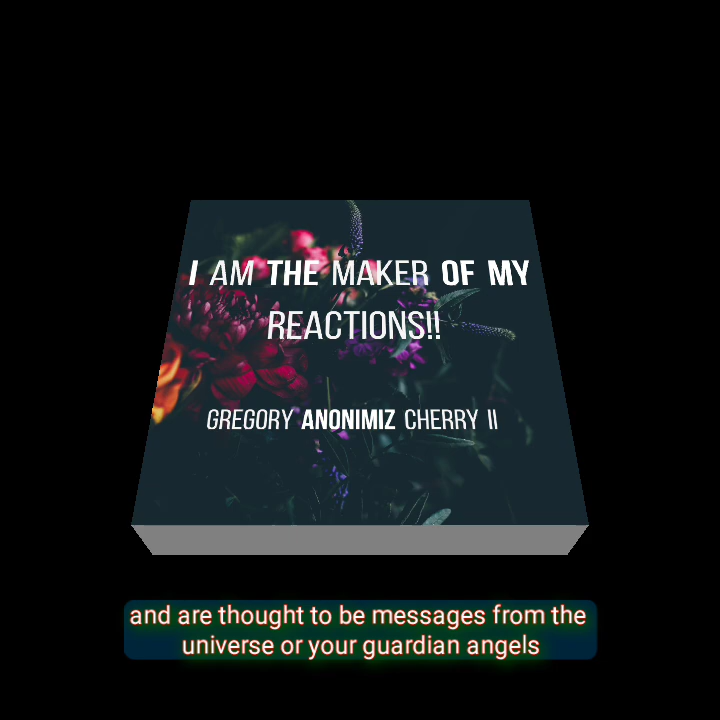 I AM THE MAKER OF MY
REACTIONS!!
GREGORY ANONIMIZ CHERRY II
and are thought to be messages from the
universe or your guardian angels